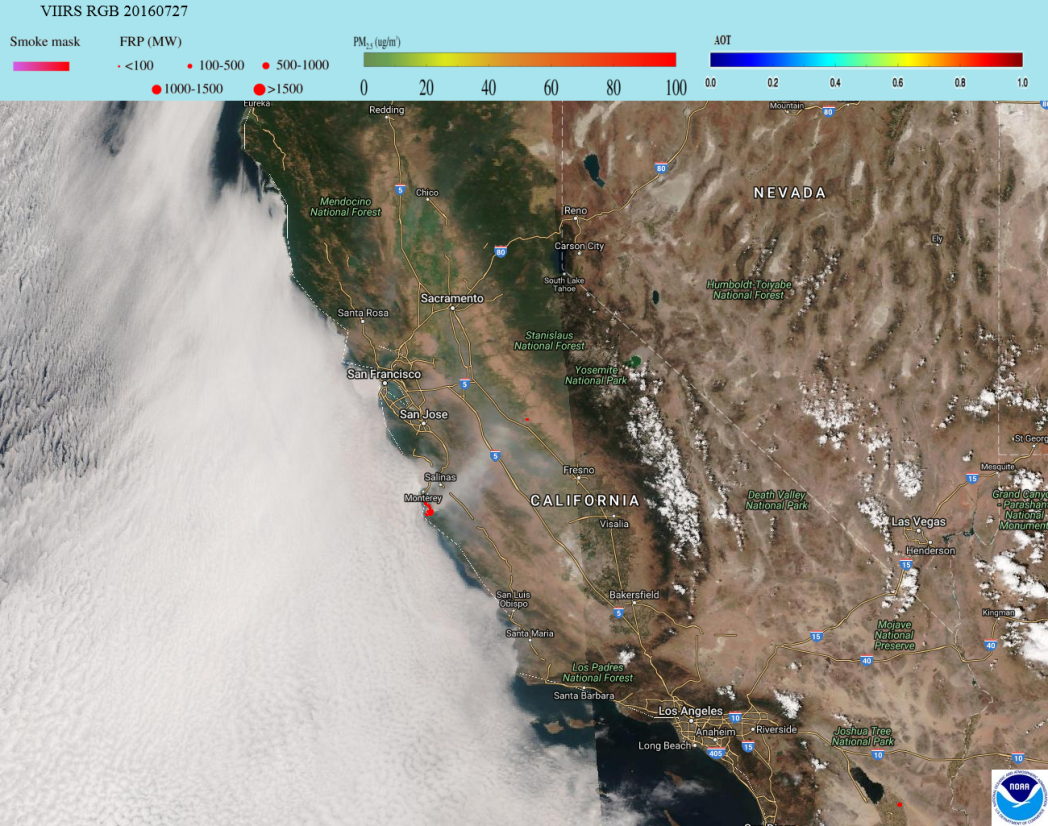 VIIRS RGB 20160727
Smoke mask
FRP (MW)
<100
100-500
500-1000
1000-1500
>1500
PM2.5 (ug/m3)
0 20 40 60 80 100
AOT
0.0 0.2 0.4 0.6 0.8 1.0
Eureka
Redding
Mountain
80
80
5
Chico
Mendocino
National Forest
NEVADA
Reno
80
Carson City
Ely
South Lake
Tahoe
Humboldt-Toiyabe
National Forest
Sacramento
Santa Rosa
Stanislaus
National Forest
San Francisco
Yosemite
National Park
5
San Jose
St Georg
5
Fresno
Mesquite
15
Salinas
Monterey
CALIFORNIA
Death Valley
National Park
Grand Canyo
Parashan
National
Monument
Visalia
Las Vegas
Henderson
15
San Luis
Obispo
Bakersfield
5
Kingman
Santa Maria
15
Mojave
National
Preserve
40
40
Los Padres
National Forest
Santa Barbara
Los Angeles
10
Anaheim
Riverside
Long Beach
405
15
Joshua Tree
National Park
10
10
NOAA